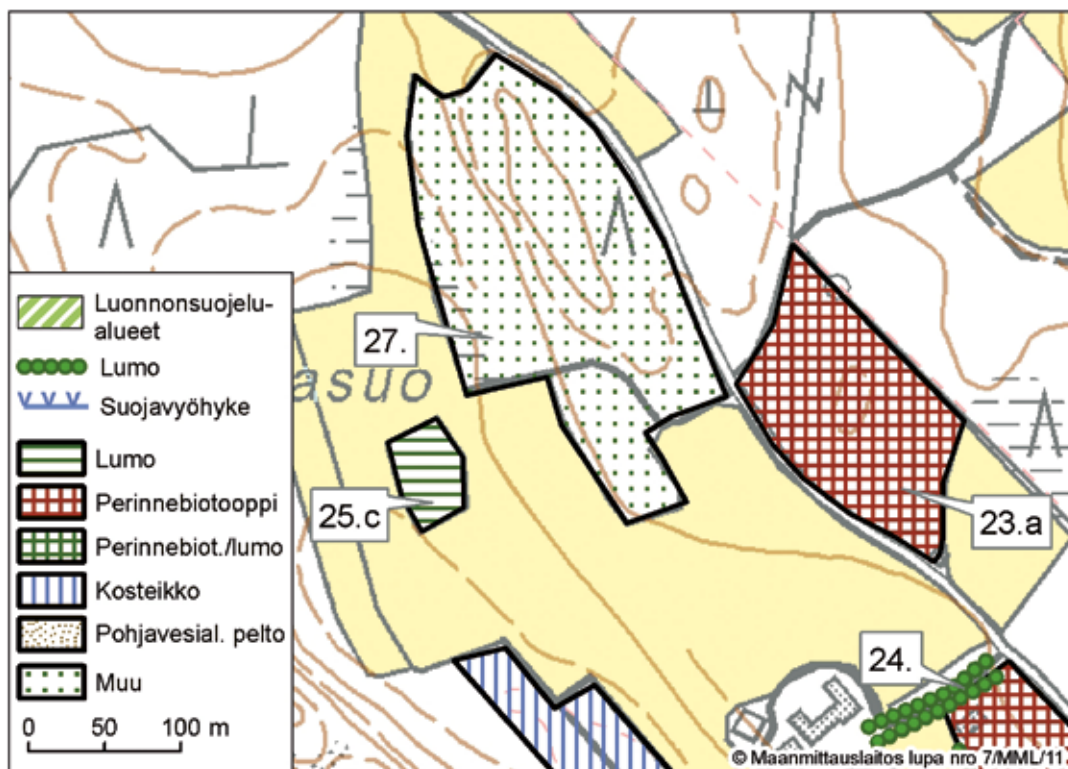 27.
asuo
25.c
23.a
24.
Luonnonsuojelu-
alueet
Lumo
Suojavyöhyke
Lumo
Perinnebiotooppi
Perinnebiot./lumo
Kosteikko
Pohjavesial. pelto
Muu
0 50 100 m
© Maanmittauslaitos lupa nro 7/MML/11